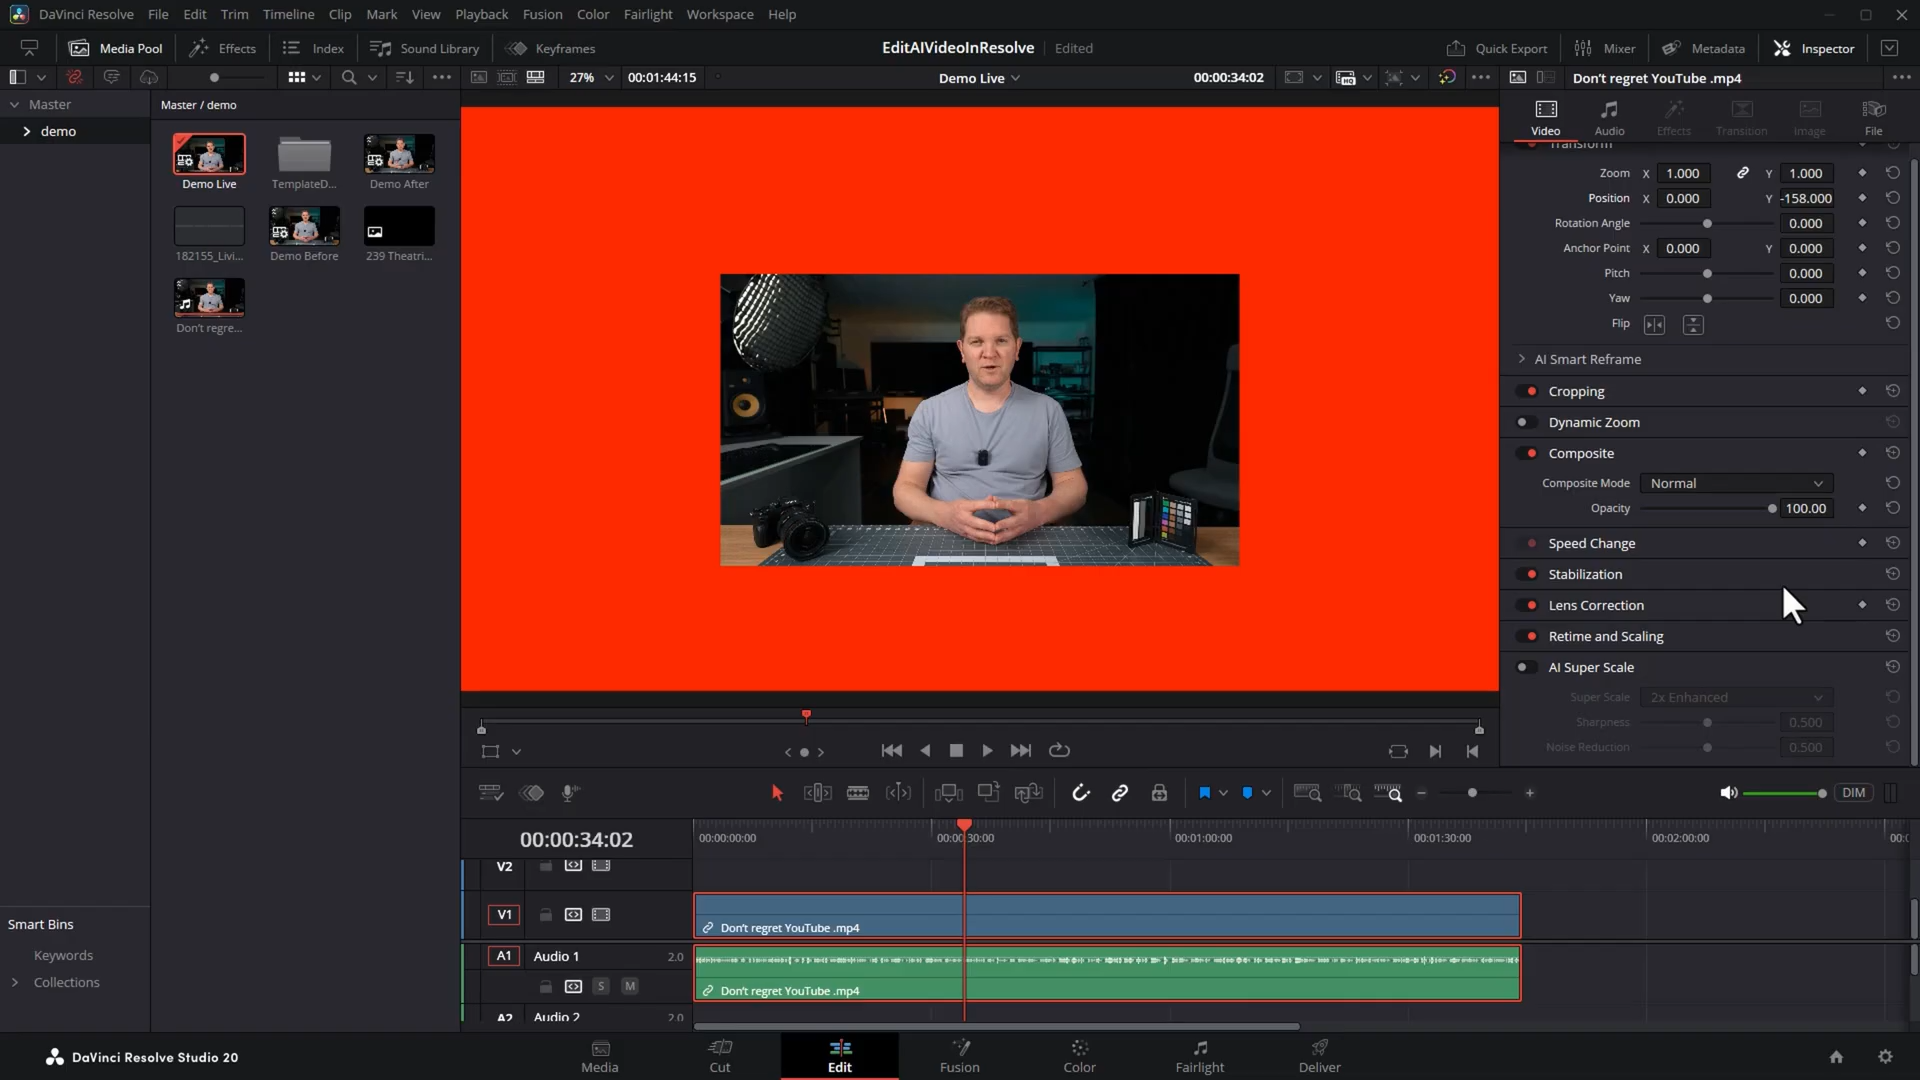 DaVinci Resolve File Edit Trim Timeline Clip Mark View Playback Fusion Color Fairlight Workspace Help
Media Pool Effects Index Sound Library Keyframes EditAIVideoInResolve Edited Quick Export Mixer Metadata Inspector
27% 00:01:44:15 Demo Live 00:00:34:02 Don't regret YouTube .mp4
Master
demo
Master / demo
Demo Live TemplateD... Demo After
182155_Livi... Demo Before 239 Theatri...
Don't regre...
Smart Bins
Keywords
Collections
Video Audio Effects Transition Image File
Transform
Zoom X 1.000 Y 1.000
Position X 0.000 Y -158.000
Rotation Angle 0.000
Anchor Point X 0.000 Y 0.000
Pitch 0.000
Yaw 0.000
Flip
AI Smart Reframe
Cropping
Dynamic Zoom
Composite
Composite Mode Normal
Opacity 100.00
Speed Change
Stabilization
Lens Correction
Retime and Scaling
AI Super Scale
Super Scale 2x Enhanced
Sharpness 0.500
Noise Reduction 0.500
DIM
00:00:34:02 00:00:00:00 00:00:30:00 00:01:00:00 00:01:30:00 00:02:00:00
V2
V1 Don't regret YouTube .mp4
A1 Audio 1 2.0
S M Don't regret YouTube .mp4
A2 Audio 2 2.0
DaVinci Resolve Studio 20 Media Cut Edit Fusion Color Fairlight Deliver